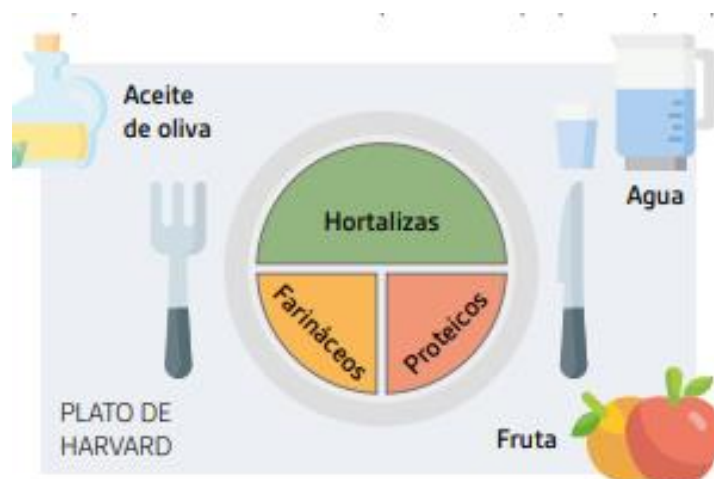 Aceite
de oliva
Agua
Hortalizas
Farináceos
Proteicos
PLATO DE
HARVARD
Fruta